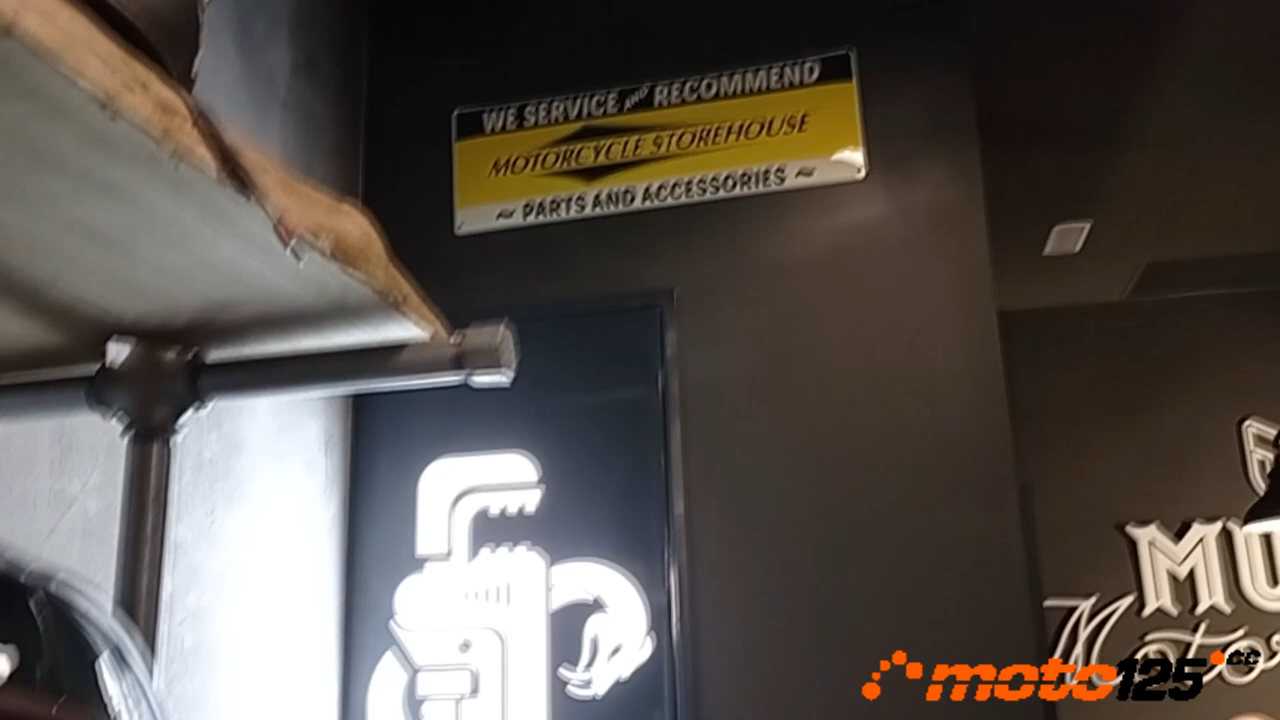 WE SERVICE AND RECOMMEND
MOTORCYCLE STOREHOUSE
~ PARTS AND ACCESSORIES ~
moto125.cc